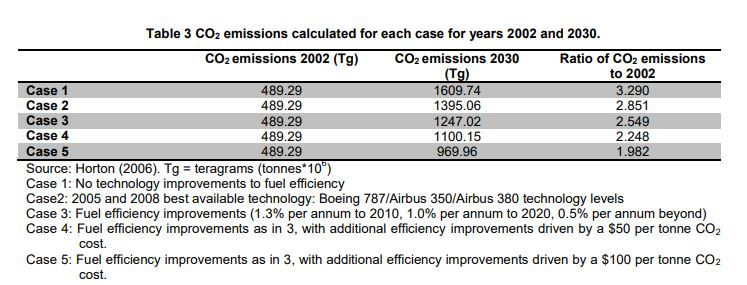 Table 3 CO₂ emissions calculated for each case for years 2002 and 2030.
CO₂ emissions 2002 (Tg) CO₂ emissions 2030 (Tg) Ratio of CO₂ emissions to 2002
Case 1 489.29 1609.74 3.290
Case 2 489.29 1395.06 2.851
Case 3 489.29 1247.02 2.549
Case 4 489.29 1100.15 2.248
Case 5 489.29 969.96 1.982
Source: Horton (2006). Tg = teragrams (tonnes*10⁶)
Case 1: No technology improvements to fuel efficiency
Case2: 2005 and 2008 best available technology: Boeing 787/Airbus 350/Airbus 380 technology levels
Case 3: Fuel efficiency improvements (1.3% per annum to 2010, 1.0% per annum to 2020, 0.5% per annum beyond)
Case 4: Fuel efficiency improvements as in 3, with additional efficiency improvements driven by a $50 per tonne CO₂
cost.
Case 5: Fuel efficiency improvements as in 3, with additional efficiency improvements driven by a $100 per tonne CO₂
cost.